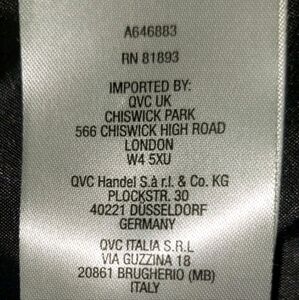 A646883
RN 81893
IMPORTED BY:
QVC UK
CHISWICK PARK
566 CHISWICK HIGH ROAD
LONDON
W4 5XU
QVC Handel S.à r.l. & Co. KG
PLOCKSTR. 30
40221 DÜSSELDORF
GERMANY
QVC ITALIA S.R.L
VIA GUZZINA 18
20861 BRUGHERIO (MB)
ITALY